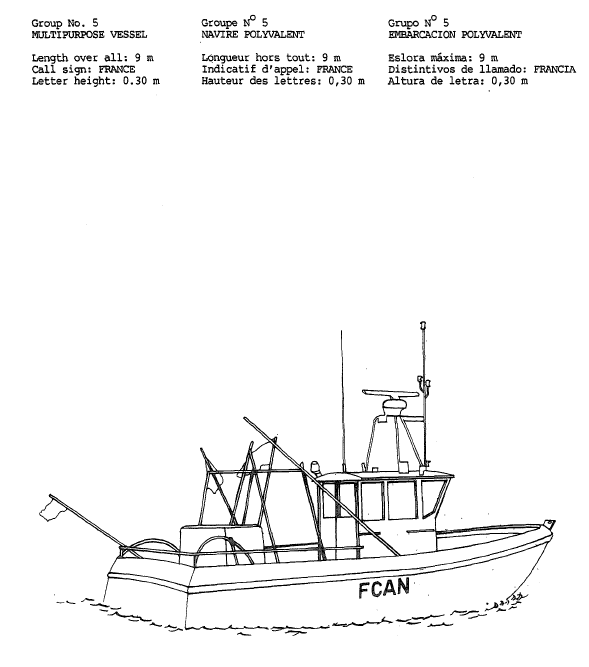 Group No. 5
MULTIPURPOSE VESSEL
Length over all: 9 m
Call sign: FRANCE
Letter height: 0.30 m
Groupe N° 5
NAVIRE POLYVALENT
Longueur hors tout: 9 m
Indicatif d'appel: FRANCE
Hauteur des lettres: 0,30 m
Grupo N° 5
EMBARCACION POLYVALENT
Eslora máxima: 9 m
Distintivos de llamado: FRANCIA
Altura de letra: 0,30 m
FCAN